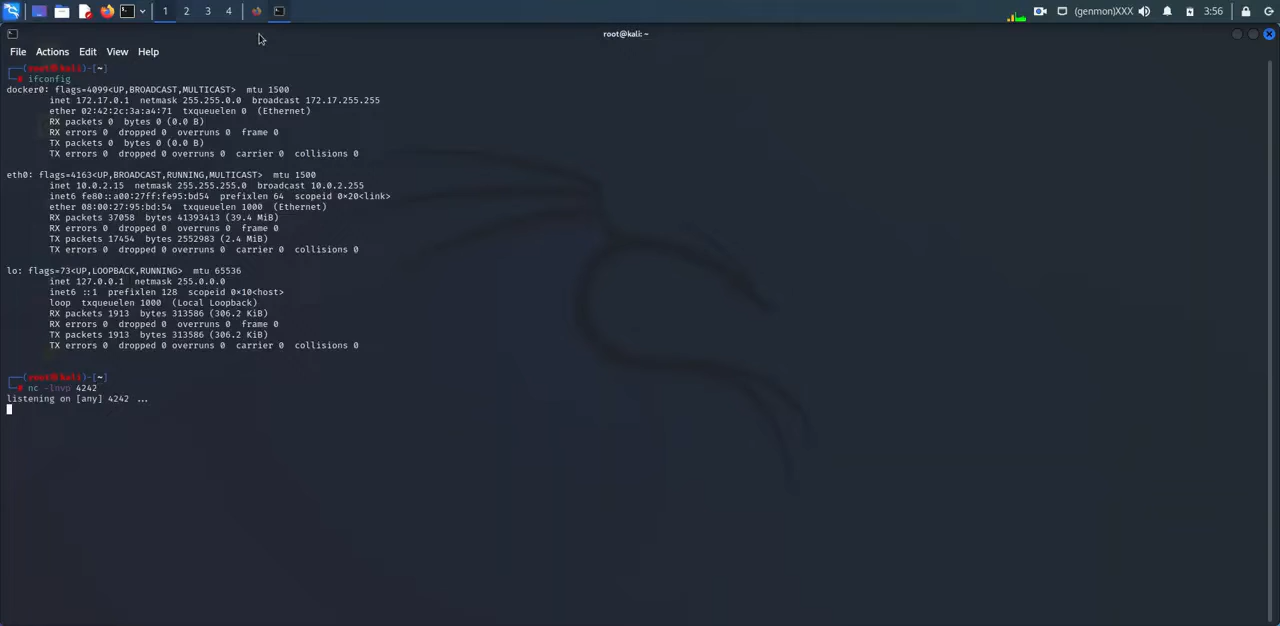 1 2 3 4 (genmon)XXX 3:56
root@kali: ~
File Actions Edit View Help
┌──(root㉿kali)-[~]
└─# ifconfig
docker0: flags=4099<UP,BROADCAST,MULTICAST> mtu 1500
inet 172.17.0.1 netmask 255.255.0.0 broadcast 172.17.255.255
ether 02:42:2c:3a:a4:71 txqueuelen 0 (Ethernet)
RX packets 0 bytes 0 (0.0 B)
RX errors 0 dropped 0 overruns 0 frame 0
TX packets 0 bytes 0 (0.0 B)
TX errors 0 dropped 0 overruns 0 carrier 0 collisions 0
eth0: flags=4163<UP,BROADCAST,RUNNING,MULTICAST> mtu 1500
inet 10.0.2.15 netmask 255.255.255.0 broadcast 10.0.2.255
inet6 fe80::a00:27ff:fe95:bd54 prefixlen 64 scopeid 0×20<link>
ether 08:00:27:95:bd:54 txqueuelen 1000 (Ethernet)
RX packets 37058 bytes 41393413 (39.4 MiB)
RX errors 0 dropped 0 overruns 0 frame 0
TX packets 17454 bytes 2552983 (2.4 MiB)
TX errors 0 dropped 0 overruns 0 carrier 0 collisions 0
lo: flags=73<UP,LOOPBACK,RUNNING> mtu 65536
inet 127.0.0.1 netmask 255.0.0.0
inet6 ::1 prefixlen 128 scopeid 0×10<host>
loop txqueuelen 1000 (Local Loopback)
RX packets 1913 bytes 313586 (306.2 KiB)
RX errors 0 dropped 0 overruns 0 frame 0
TX packets 1913 bytes 313586 (306.2 KiB)
TX errors 0 dropped 0 overruns 0 carrier 0 collisions 0
┌──(root㉿kali)-[~]
└─# nc -lnvp 4242
listening on [any] 4242 ...